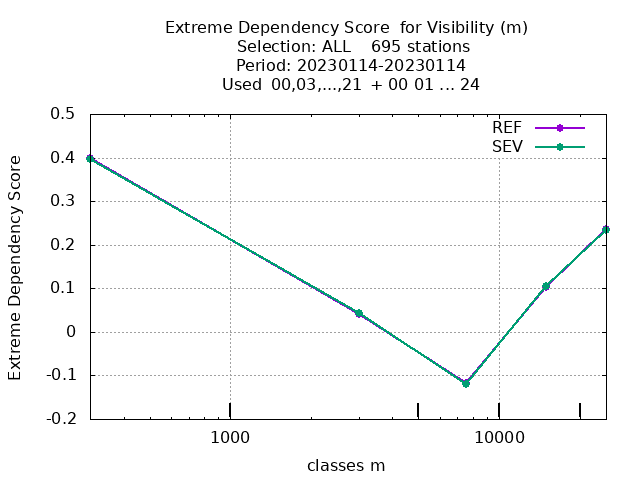 Extreme Dependency Score  for Visibility (m)
Selection: ALL    695 stations
Period: 20230114-20230114
Used  00,03,...,21  + 00 01 ... 24
Extreme Dependency Score
0.5
0.4
0.3
0.2
0.1
0
-0.1
-0.2
REF
SEV
1000
10000
classes m